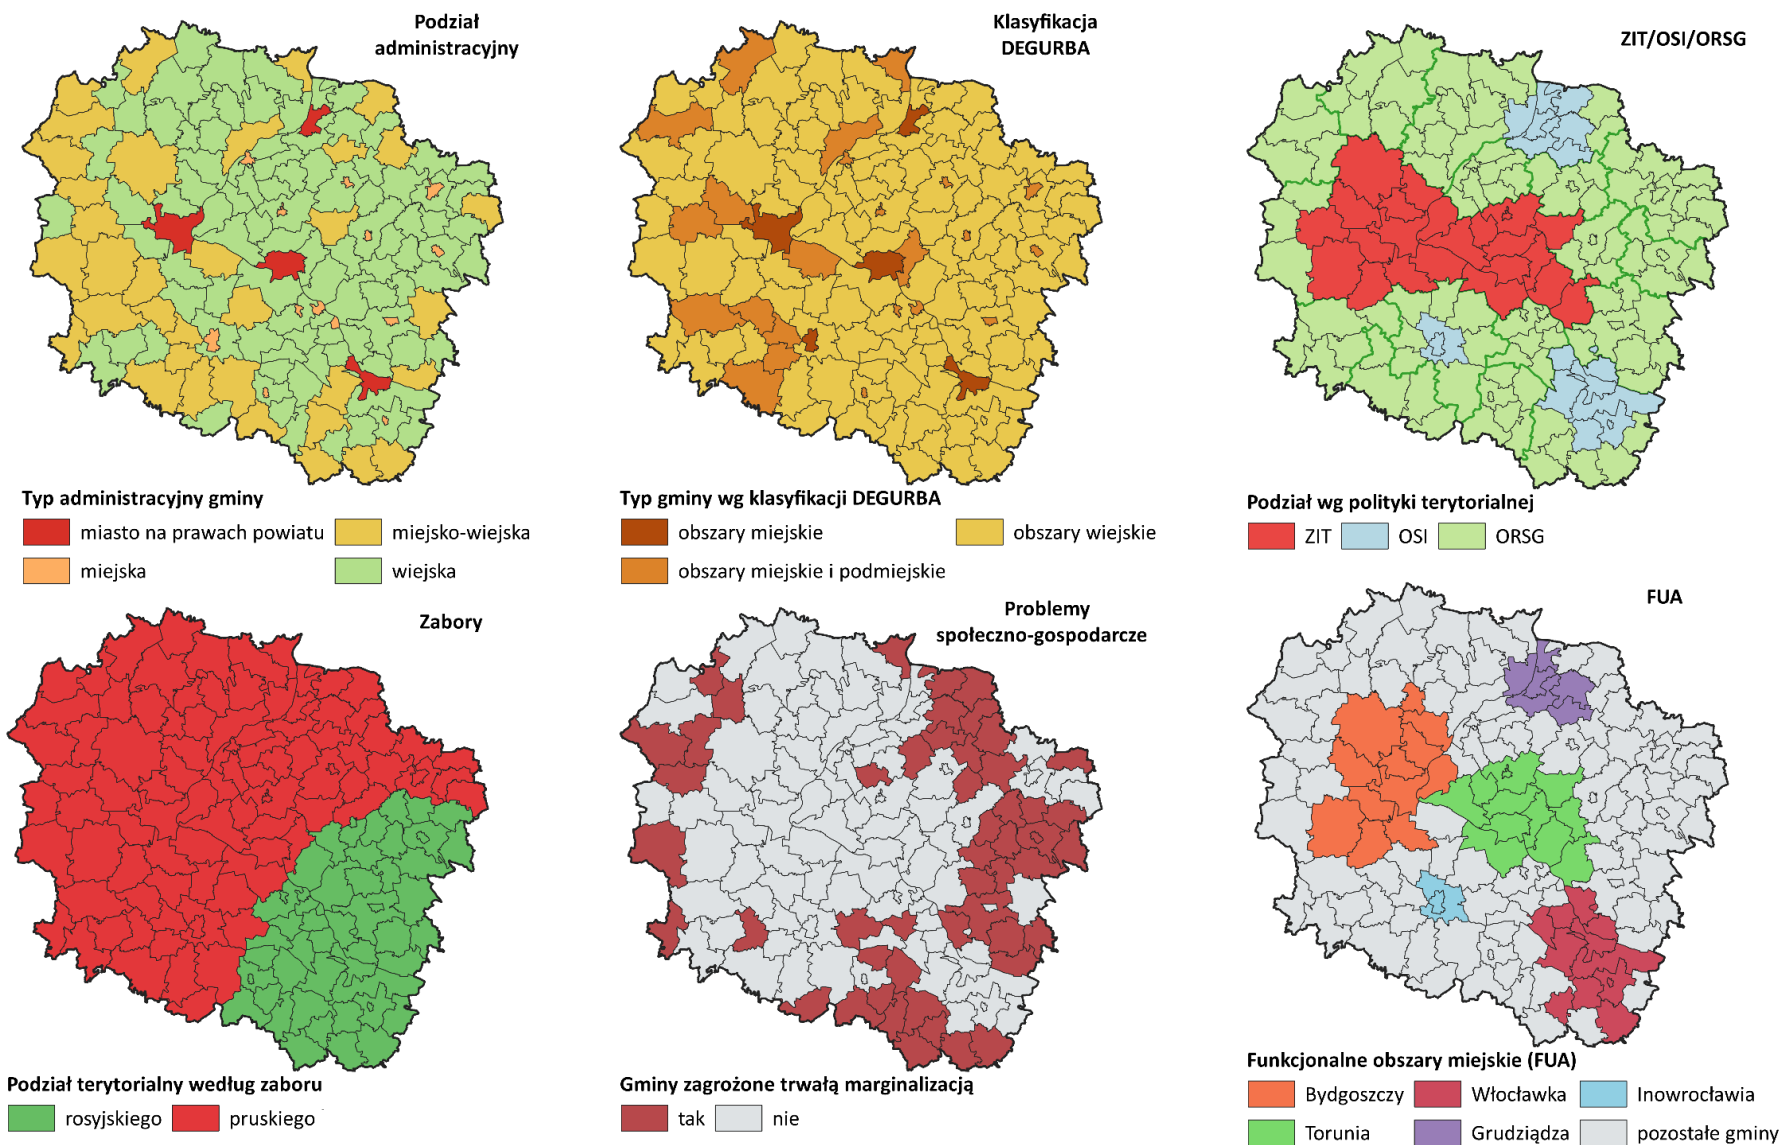 Podział
administracyjny
Typ administracyjny gminy
miasto na prawach powiatu
miejsko-wiejska
miejska
wiejska
Klasyfikacja
DEGURBA
Typ gminy wg klasyfikacji DEGURBA
obszary miejskie
obszary wiejskie
obszary miejskie i podmiejskie
ZIT/OSI/ORSG
Podział wg polityki terytorialnej
ZIT
OSI
ORSG
Zabory
Podział terytorialny według zaboru
rosyjskiego
pruskiego
Problemy
społeczno-gospodarcze
Gminy zagrożone trwałą marginalizacją
tak
nie
FUA
Funkcjonalne obszary miejskie (FUA)
Bydgoszczy
Włocławka
Inowrocławia
Torunia
Grudziądza
pozostałe gminy